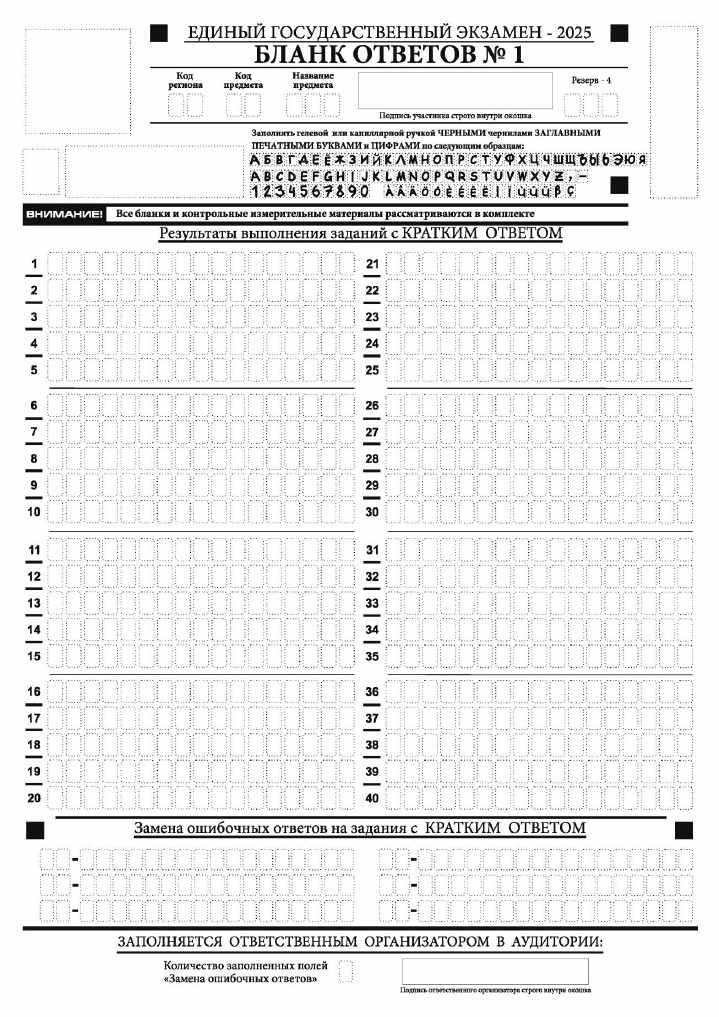 ЕДИНЫЙ ГОСУДАРСТВЕННЫЙ ЭКЗАМЕН - 2025
БЛАНК ОТВЕТОВ № 1
Код региона
Код предмета
Название предмета
Резерв - 4
Подпись участника строго внутри окошка
Заполнять гелевой или капиллярной ручкой ЧЕРНЫМИ чернилами ЗАГЛАВНЫМИ
ПЕЧАТНЫМИ БУКВАМИ и ЦИФРАМИ по следующим образцам:
АБВГДЕЁЖЗИЙКЛМНОПРСТУФХЦЧШЩЪЫЬЭЮЯ
ABCDEFGHIJKLMNOPQRSTUVWXYZ,-
1234567890
ВНИМАНИЕ! Все бланки и контрольные измерительные материалы рассматриваются в комплекте
Результаты выполнения заданий с КРАТКИМ ОТВЕТОМ
1 21
2 22
3 23
4 24
5 25
6 26
7 27
8 28
9 29
10 30
11 31
12 32
13 33
14 34
15 35
16 36
17 37
18 38
19 39
20 40
Замена ошибочных ответов на задания с КРАТКИМ ОТВЕТОМ
- -
- -
- -
ЗАПОЛНЯЕТСЯ ОТВЕТСТВЕННЫМ ОРГАНИЗАТОРОМ В АУДИТОРИИ:
Количество заполненных полей
«Замена ошибочных ответов»
Подпись ответственного организатора строго внутри окошка